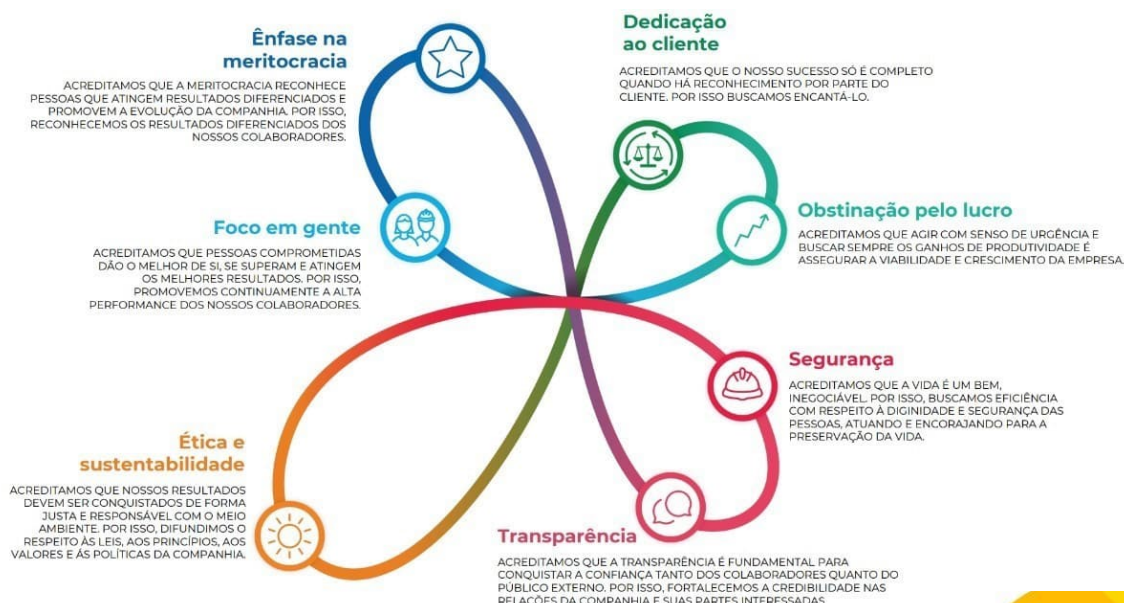 Ênfase na
meritocracia
ACREDITAMOS QUE A MERITOCRACIA RECONHECE
PESSOAS QUE ATINGEM RESULTADOS DIFERENCIADOS E
PROMOVEM A EVOLUÇÃO DA COMPANHIA. POR ISSO,
RECONHECEMOS OS RESULTADOS DIFERENCIADOS DOS
NOSSOS COLABORADORES.
Dedicação
ao cliente
ACREDITAMOS QUE O NOSSO SUCESSO SÓ É COMPLETO
QUANDO HÁ RECONHECIMENTO POR PARTE DO
CLIENTE. POR ISSO BUSCAMOS ENCANTÁ-LO.
Foco em gente
ACREDITAMOS QUE PESSOAS COMPROMETIDAS
DÃO O MELHOR DE SI, SE SUPERAM E ATINGEM
OS MELHORES RESULTADOS. POR ISSO,
PROMOVEMOS CONTINUAMENTE A ALTA
PERFORMANCE DOS NOSSOS COLABORADORES.
Obstinação pelo lucro
ACREDITAMOS QUE AGIR COM SENSO DE URGÊNCIA E
BUSCAR SEMPRE OS GANHOS DE PRODUTIVIDADE É
ASSEGURAR A VIABILIDADE E CRESCIMENTO DA EMPRESA.
Segurança
ACREDITAMOS QUE A VIDA É UM BEM,
INEGOCIÁVEL. POR ISSO, BUSCAMOS EFICIÊNCIA
COM RESPEITO À DIGINIDADE E SEGURANÇA DAS
PESSOAS, ATUANDO E ENCORAJANDO PARA A
PRESERVAÇÃO DA VIDA.
Ética e
sustentabilidade
ACREDITAMOS QUE NOSSOS RESULTADOS
DEVEM SER CONQUISTADOS DE FORMA
JUSTA E RESPONSÁVEL COM O MEIO
AMBIENTE. POR ISSO, DIFUNDIMOS O
RESPEITO ÀS LEIS, AOS PRINCÍPIOS, AOS
VALORES E ÁS POLÍTICAS DA COMPANHIA.
Transparência
ACREDITAMOS QUE A TRANSPARÊNCIA É FUNDAMENTAL PARA
CONQUISTAR A CONFIANÇA TANTO DOS COLABORADORES QUANTO DO
PÚBLICO EXTERNO. POR ISSO, FORTALECEMOS A CREDIBILIDADE NAS
RELAÇÕES DA COMPANHIA E SUAS PARTES INTERESSADAS